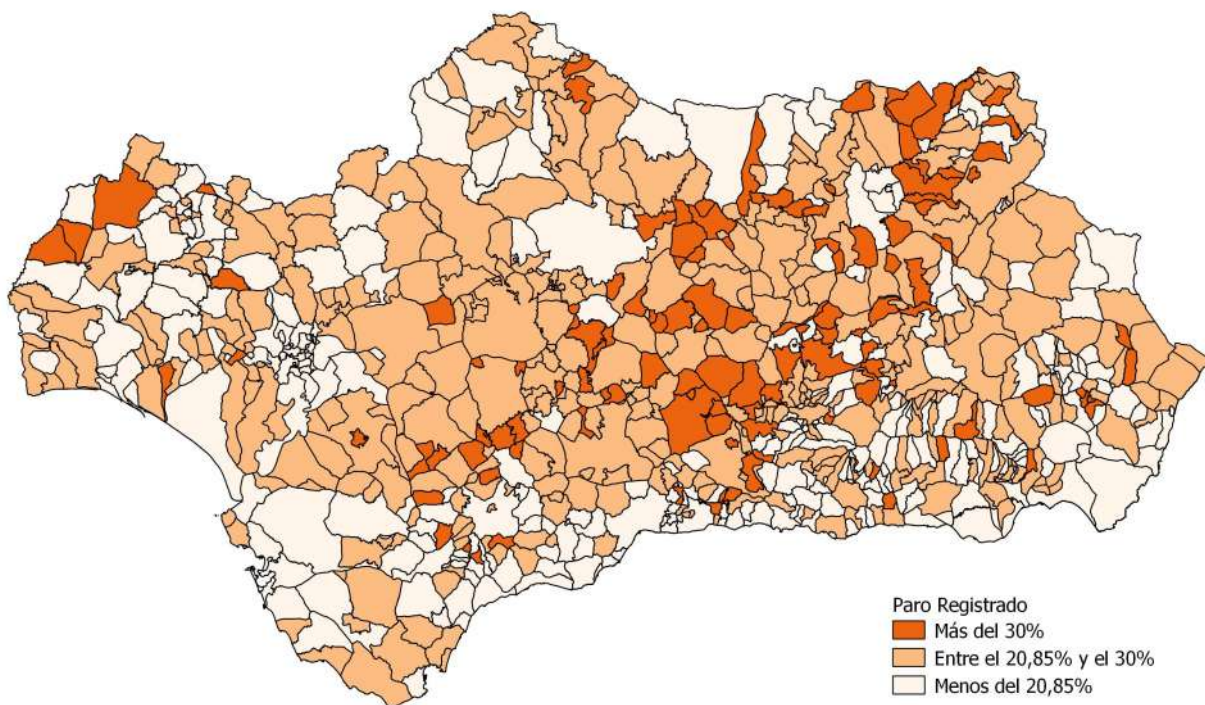 Paro Registrado
Más del 30%
Entre el 20,85% y el 30%
Menos del 20,85%